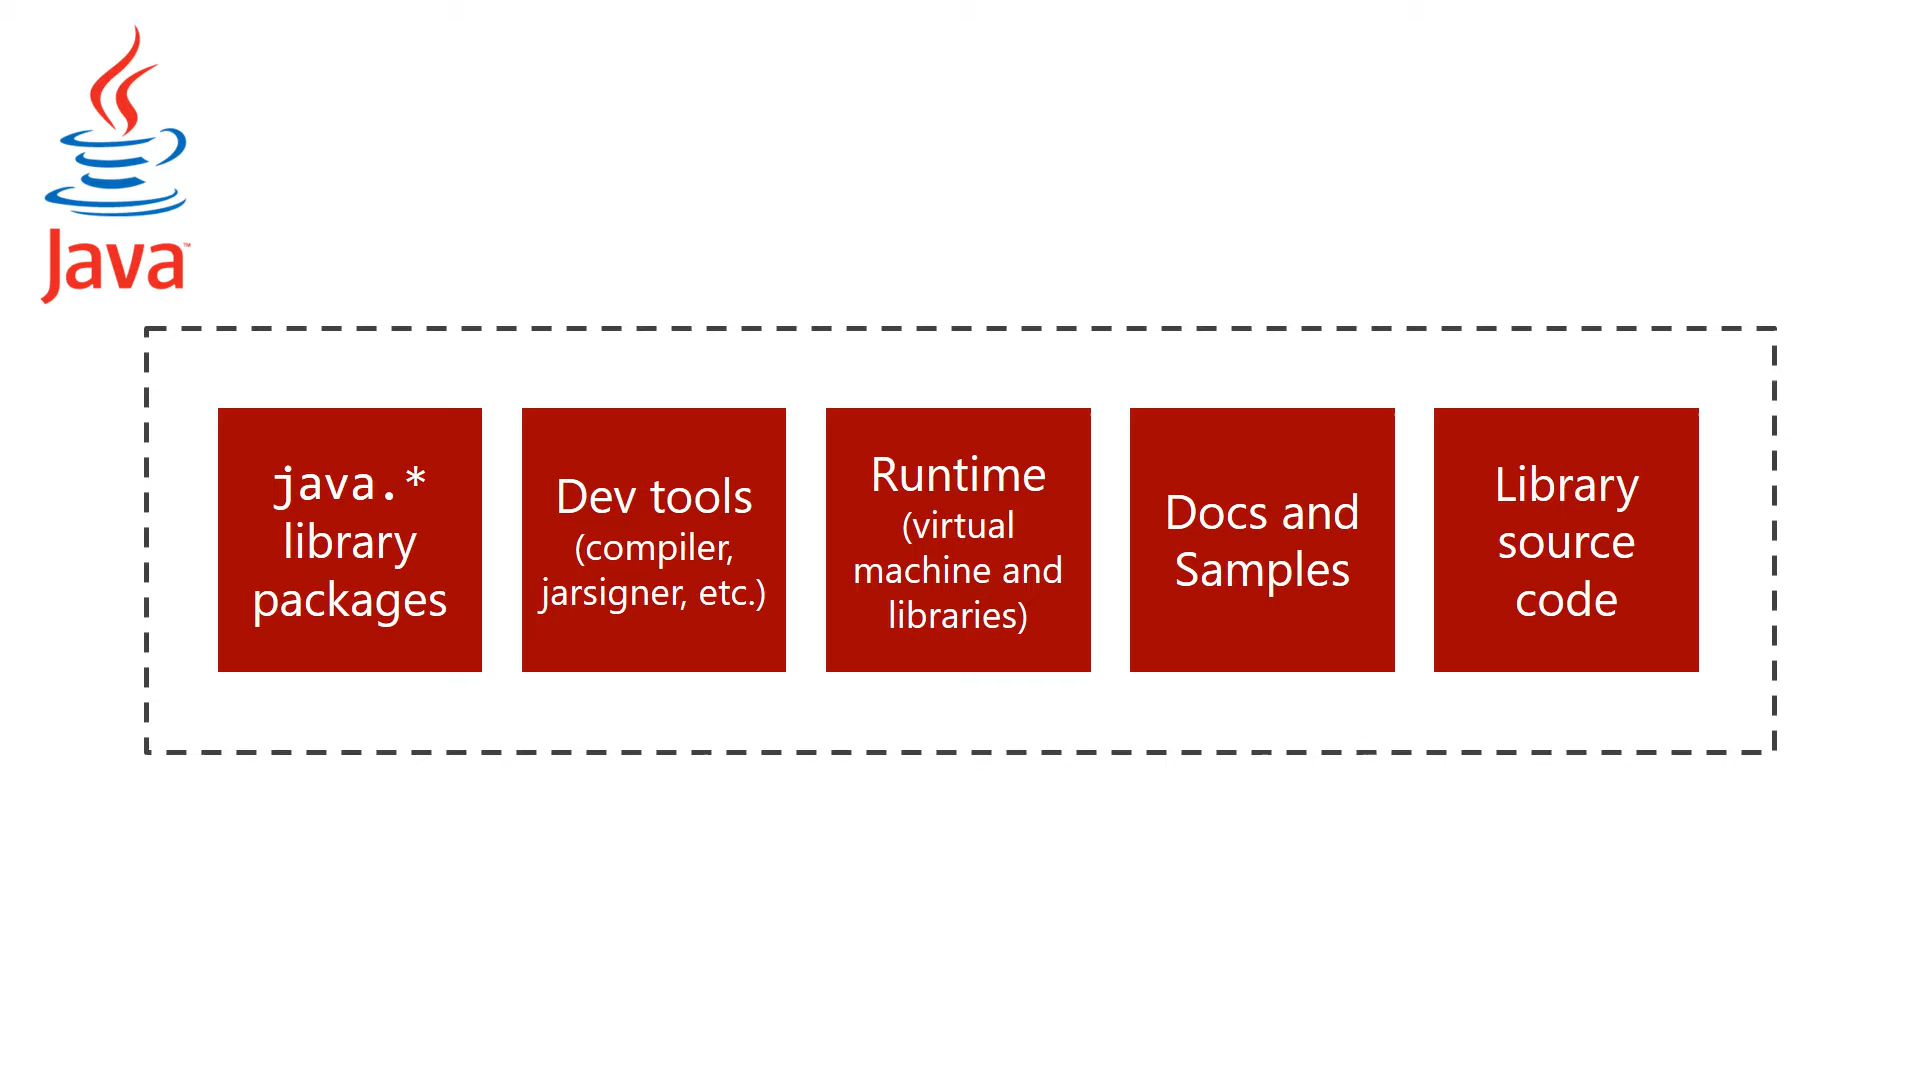 Java™
java.*
library
packages
Dev tools
(compiler,
jarsigner, etc.)
Runtime
(virtual
machine and
libraries)
Docs and
Samples
Library
source
code